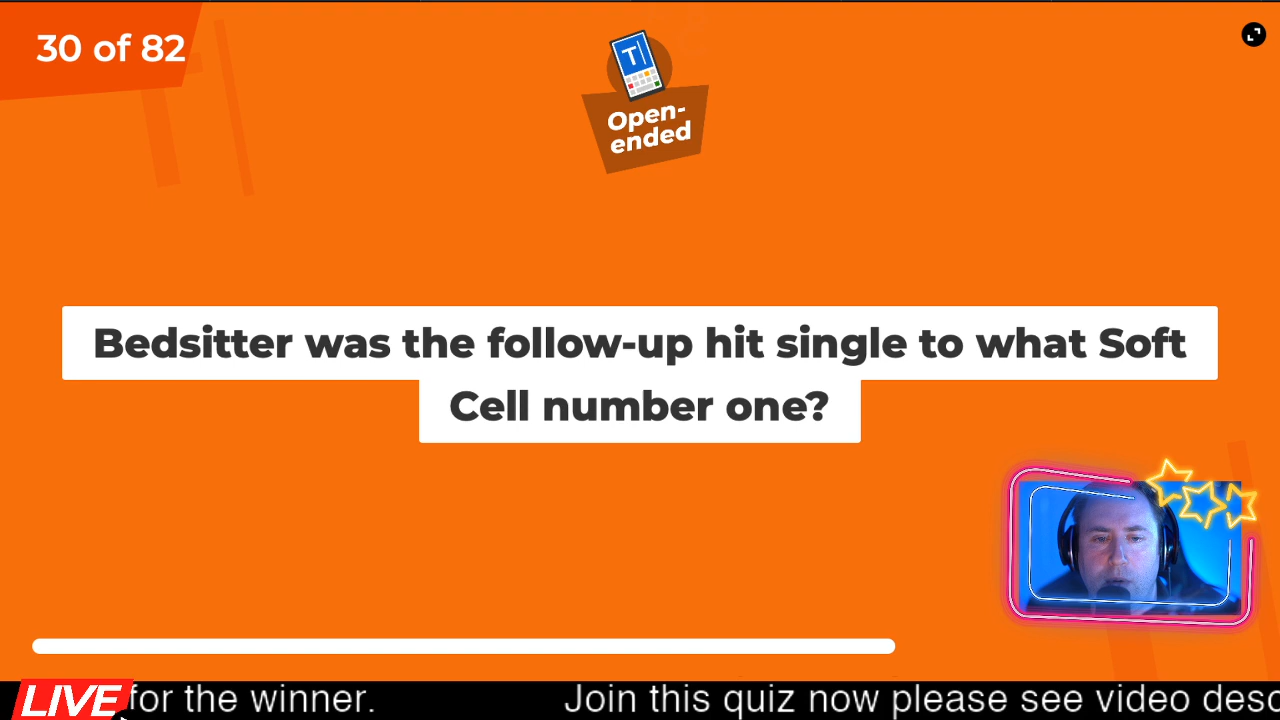 30 of 82
T
Open-
ended
Bedsitter was the follow-up hit single to what Soft
Cell number one?
LIVE for the winner. Join this quiz now please see video desc